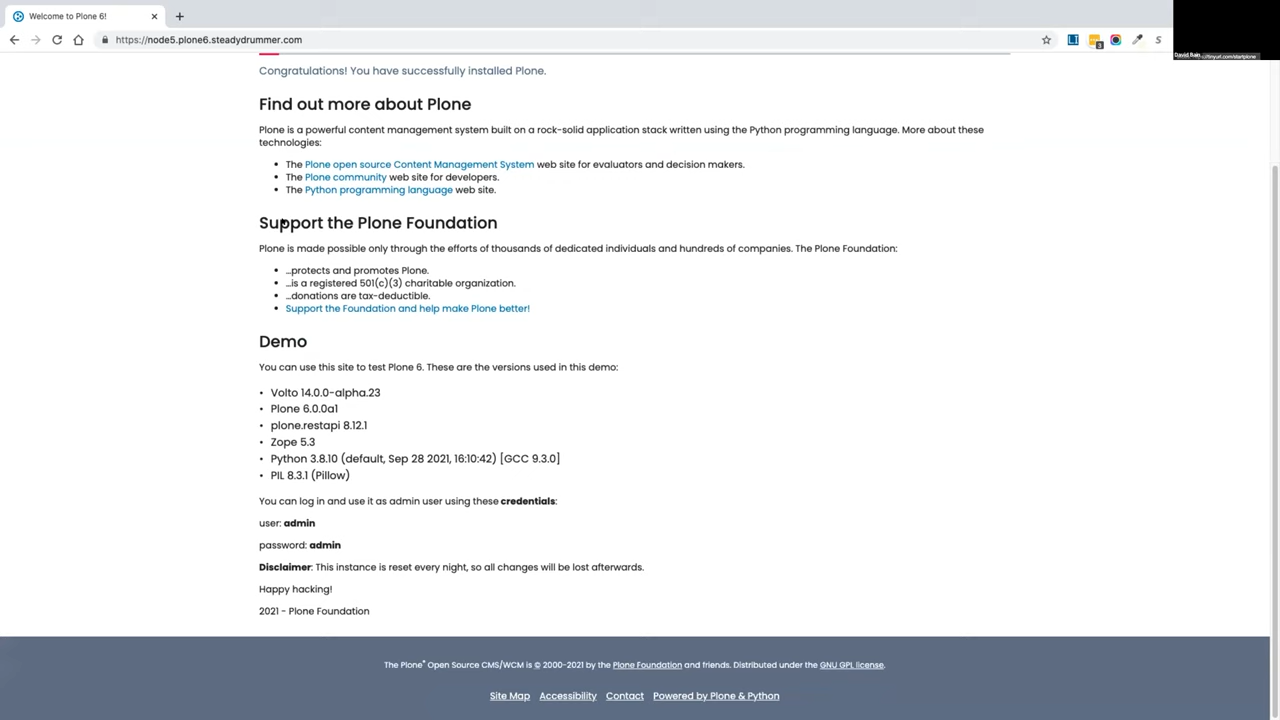 Welcome to Plone 6!
https://node5.plone6.steadydrummer.com
3
S
David Bain
//tinyurl.com/startplone
Congratulations! You have successfully installed Plone.
Find out more about Plone
Plone is a powerful content management system built on a rock-solid application stack written using the Python programming language. More about these
technologies:
• The Plone open source Content Management System web site for evaluators and decision makers.
• The Plone community web site for developers.
• The Python programming language web site.
Support the Plone Foundation
Plone is made possible only through the efforts of thousands of dedicated individuals and hundreds of companies. The Plone Foundation:
• …protects and promotes Plone.
• …is a registered 501(c)(3) charitable organization.
• …donations are tax-deductible.
• Support the Foundation and help make Plone better!
Demo
You can use this site to test Plone 6. These are the versions used in this demo:
• Volto 14.0.0-alpha.23
• Plone 6.0.0a1
• plone.restapi 8.12.1
• Zope 5.3
• Python 3.8.10 (default, Sep 28 2021, 16:10:42) [GCC 9.3.0]
• PIL 8.3.1 (Pillow)
You can log in and use it as admin user using these credentials:
user: admin
password: admin
Disclaimer: This instance is reset every night, so all changes will be lost afterwards.
Happy hacking!
2021 - Plone Foundation
The Plone® Open Source CMS/WCM is © 2000-2021 by the Plone Foundation and friends. Distributed under the GNU GPL license.
Site Map Accessibility Contact Powered by Plone & Python